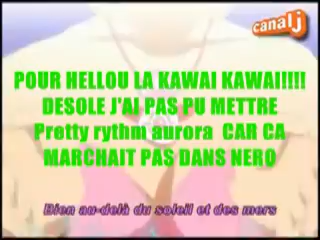 canal j
POUR HELLOU LA KAWAI KAWAI!!!!
DESOLE J'AI PAS PU METTRE
Pretty rythm aurora CAR CA
MARCHAIT PAS DANS NERO
Bien au-delà du soleil et des mers